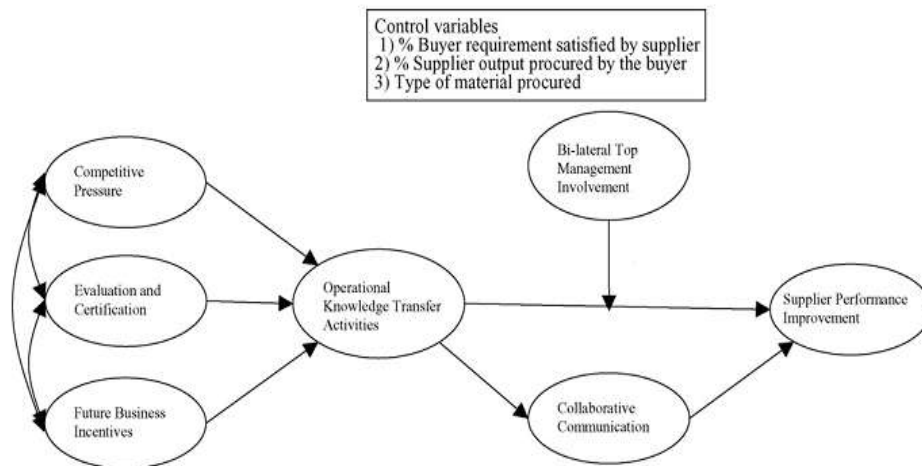 Control variables
1) % Buyer requirement satisfied by supplier
2) % Supplier output procured by the buyer
3) Type of material procured
Bi-lateral Top
Management
Involvement
Competitive
Pressure
Evaluation and
Certification
Operational
Knowledge Transfer
Activities
Supplier Performance
Improvement
Future Business
Incentives
Collaborative
Communication